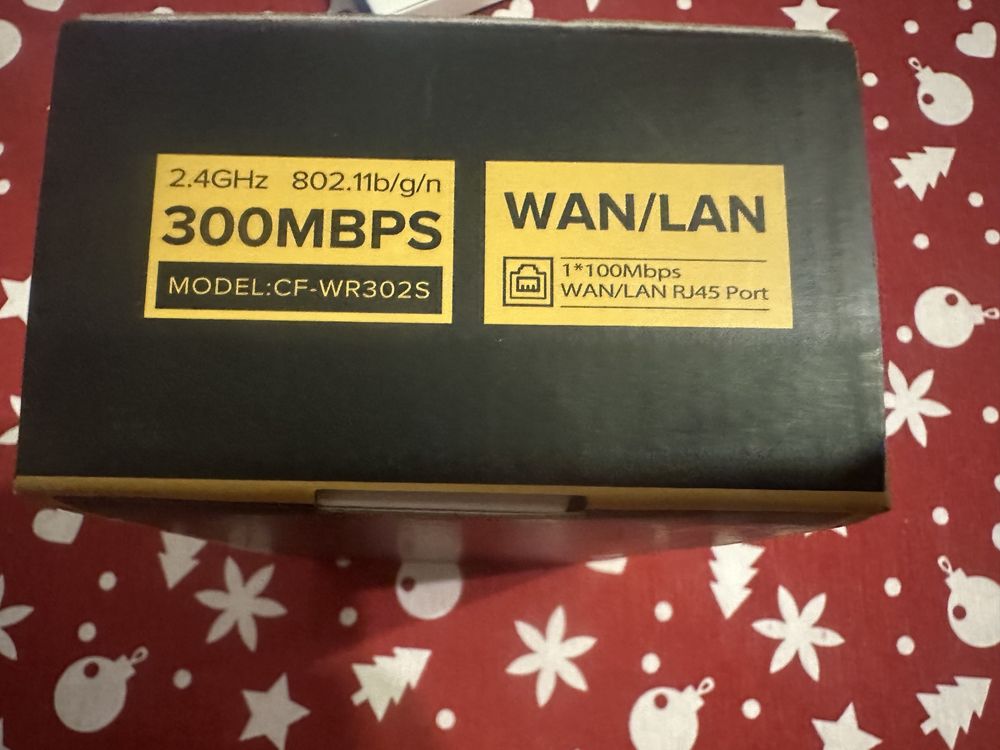 2.4GHz 802.11b/g/n
300MBPS
MODEL:CF-WR302S
WAN/LAN
1*100Mbps
WAN/LAN RJ45 Port